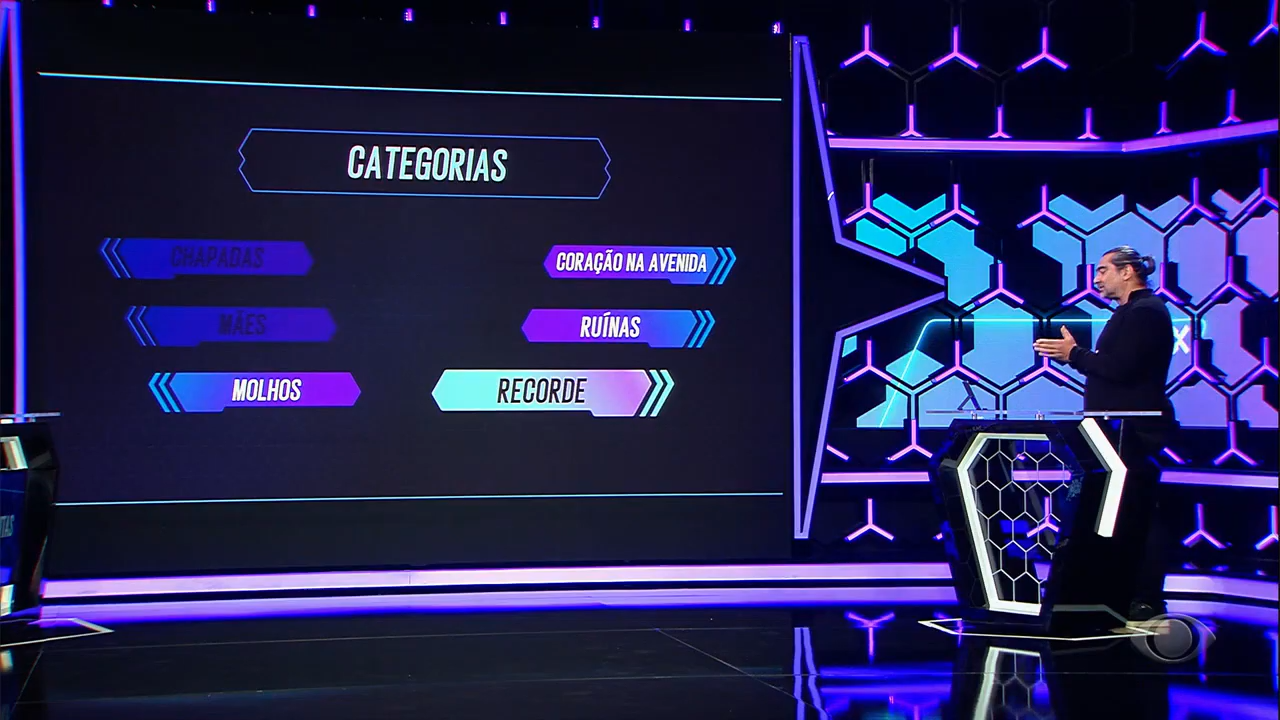 CATEGORIAS
CHAPADAS
CORAÇÃO NA AVENIDA
MÃES
RUÍNAS
MOLHOS
RECORDE
X